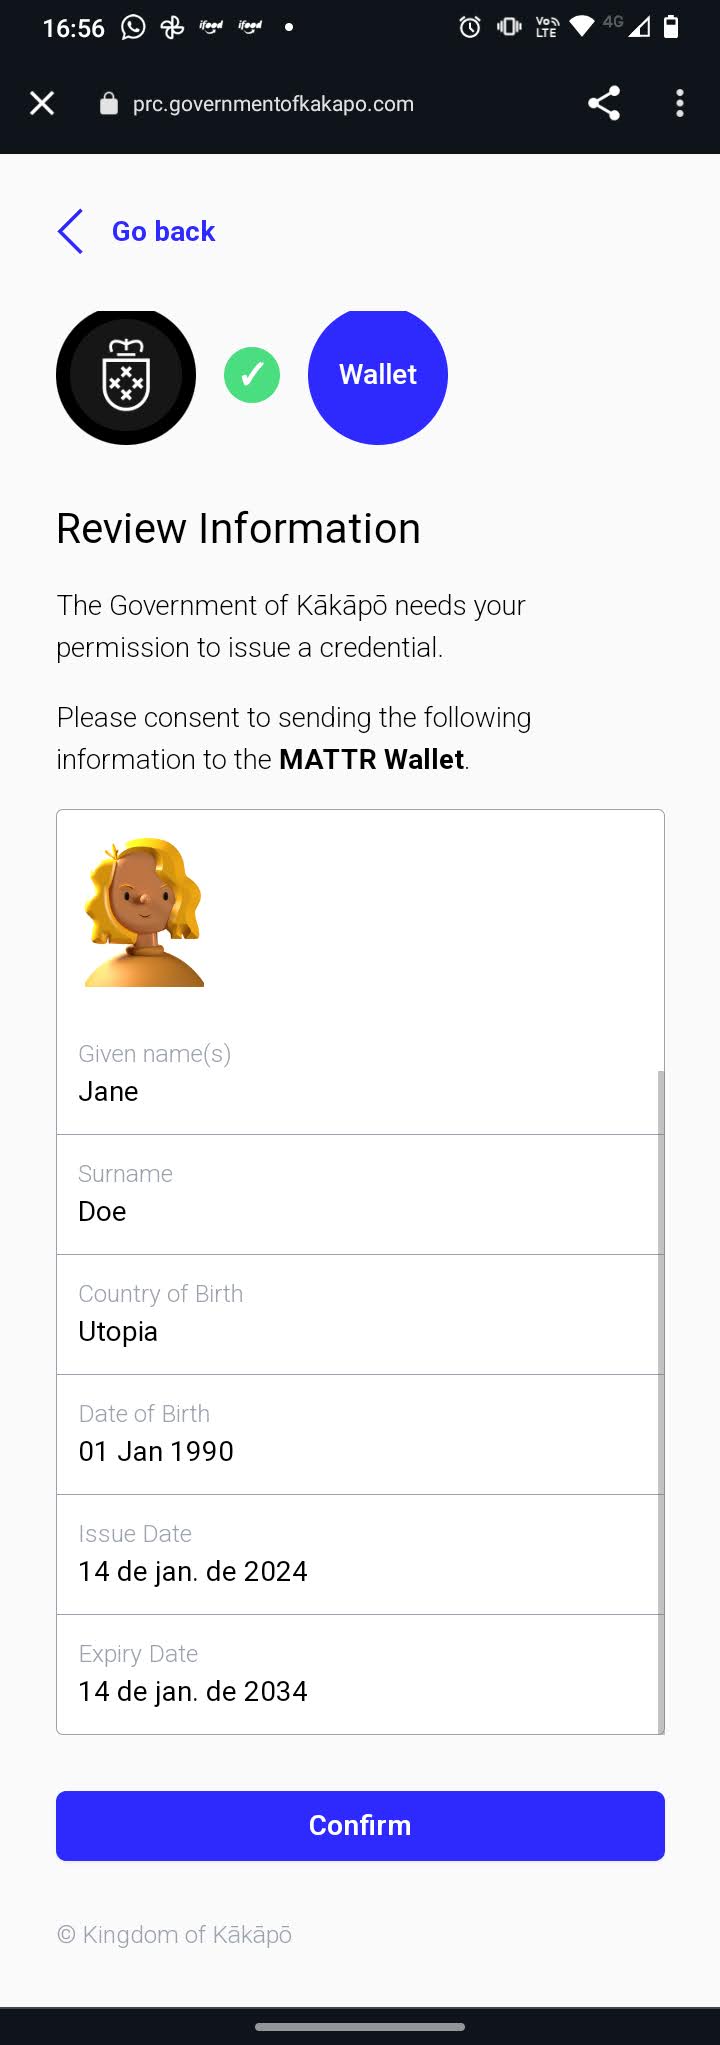 16:56
ifood ifood
Vo)) LTE
4G
prc.governmentofkakapo.com
Go back
✓
Wallet
Review Information
The Government of Kākāpō needs your
permission to issue a credential.
Please consent to sending the following
information to the MATTR Wallet.
Given name(s)
Jane
Surname
Doe
Country of Birth
Utopia
Date of Birth
01 Jan 1990
Issue Date
14 de jan. de 2024
Expiry Date
14 de jan. de 2034
Confirm
© Kingdom of Kākāpō